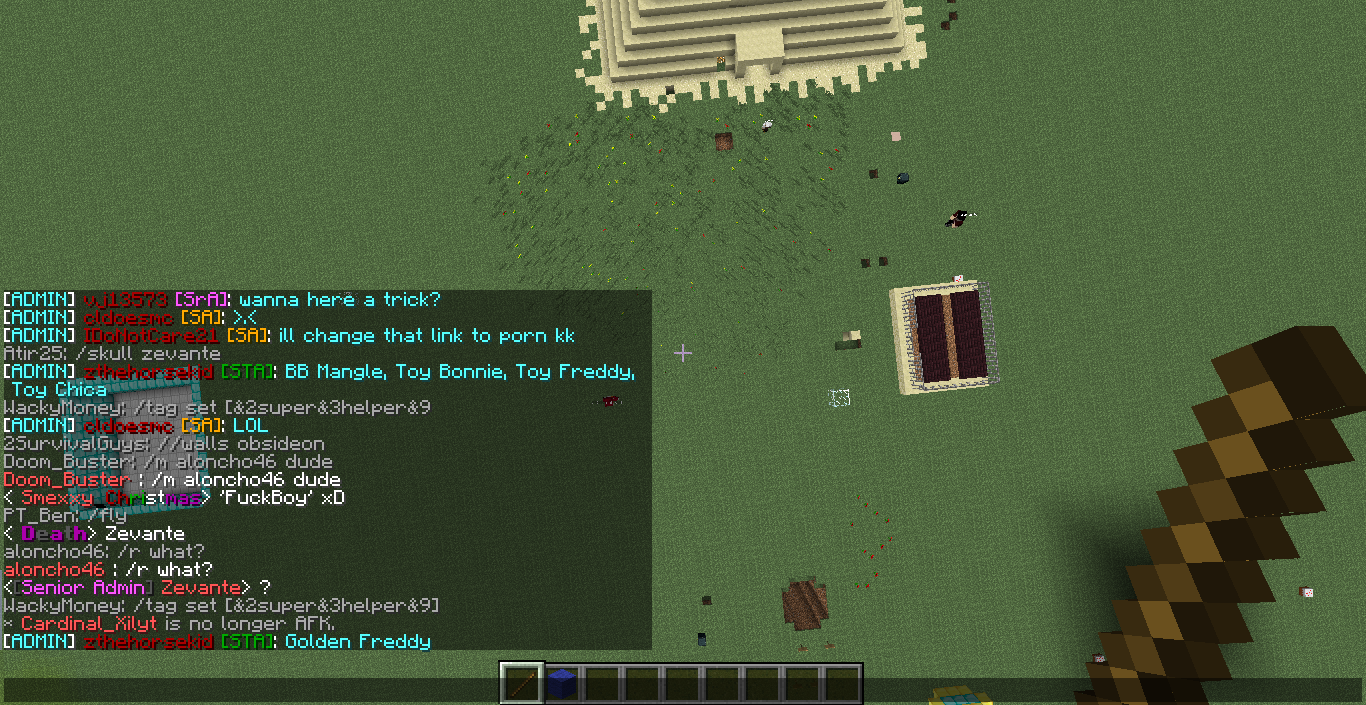 [ADMIN] vj13573 [SrA]: wanna here a trick?
[ADMIN] cldoesmc [SA]: >.<
[ADMIN] IDoNotCare21 [SA]: ill change that link to porn kk
Atir25: /skull zevante
[ADMIN] zthehorsekid [STA]: BB Mangle, Toy Bonnie, Toy Freddy,
Toy Chica
WackyMoney: /tag set [&2super&3helper&9
[ADMIN] cldoesmc [SA]: LOL
2SurvivalGuys: //walls obsideon
Doom_Buster: /m aloncho46 dude
Doom_Buster : /m aloncho46 dude
< Smexxy Christmas> 'FuckBoy' xD
PT_Ben: /fly
< Death> Zevante
aloncho46: /r what?
aloncho46 : /r what?
<[Senior Admin] Zevante> ?
WackyMoney: /tag set [&2super&3helper&9]
* Cardinal_Xilyt is no longer AFK.
[ADMIN] zthehorsekid [STA]: Golden Freddy